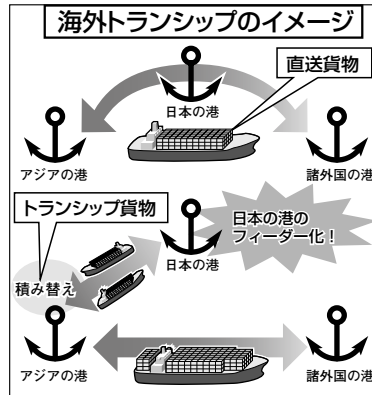 海外トランシップのイメージ
直送貨物
日本の港
アジアの港
諸外国の港
トランシップ貨物
日本の港の
フィーダー化！
日本の港
積み替え
アジアの港
諸外国の港